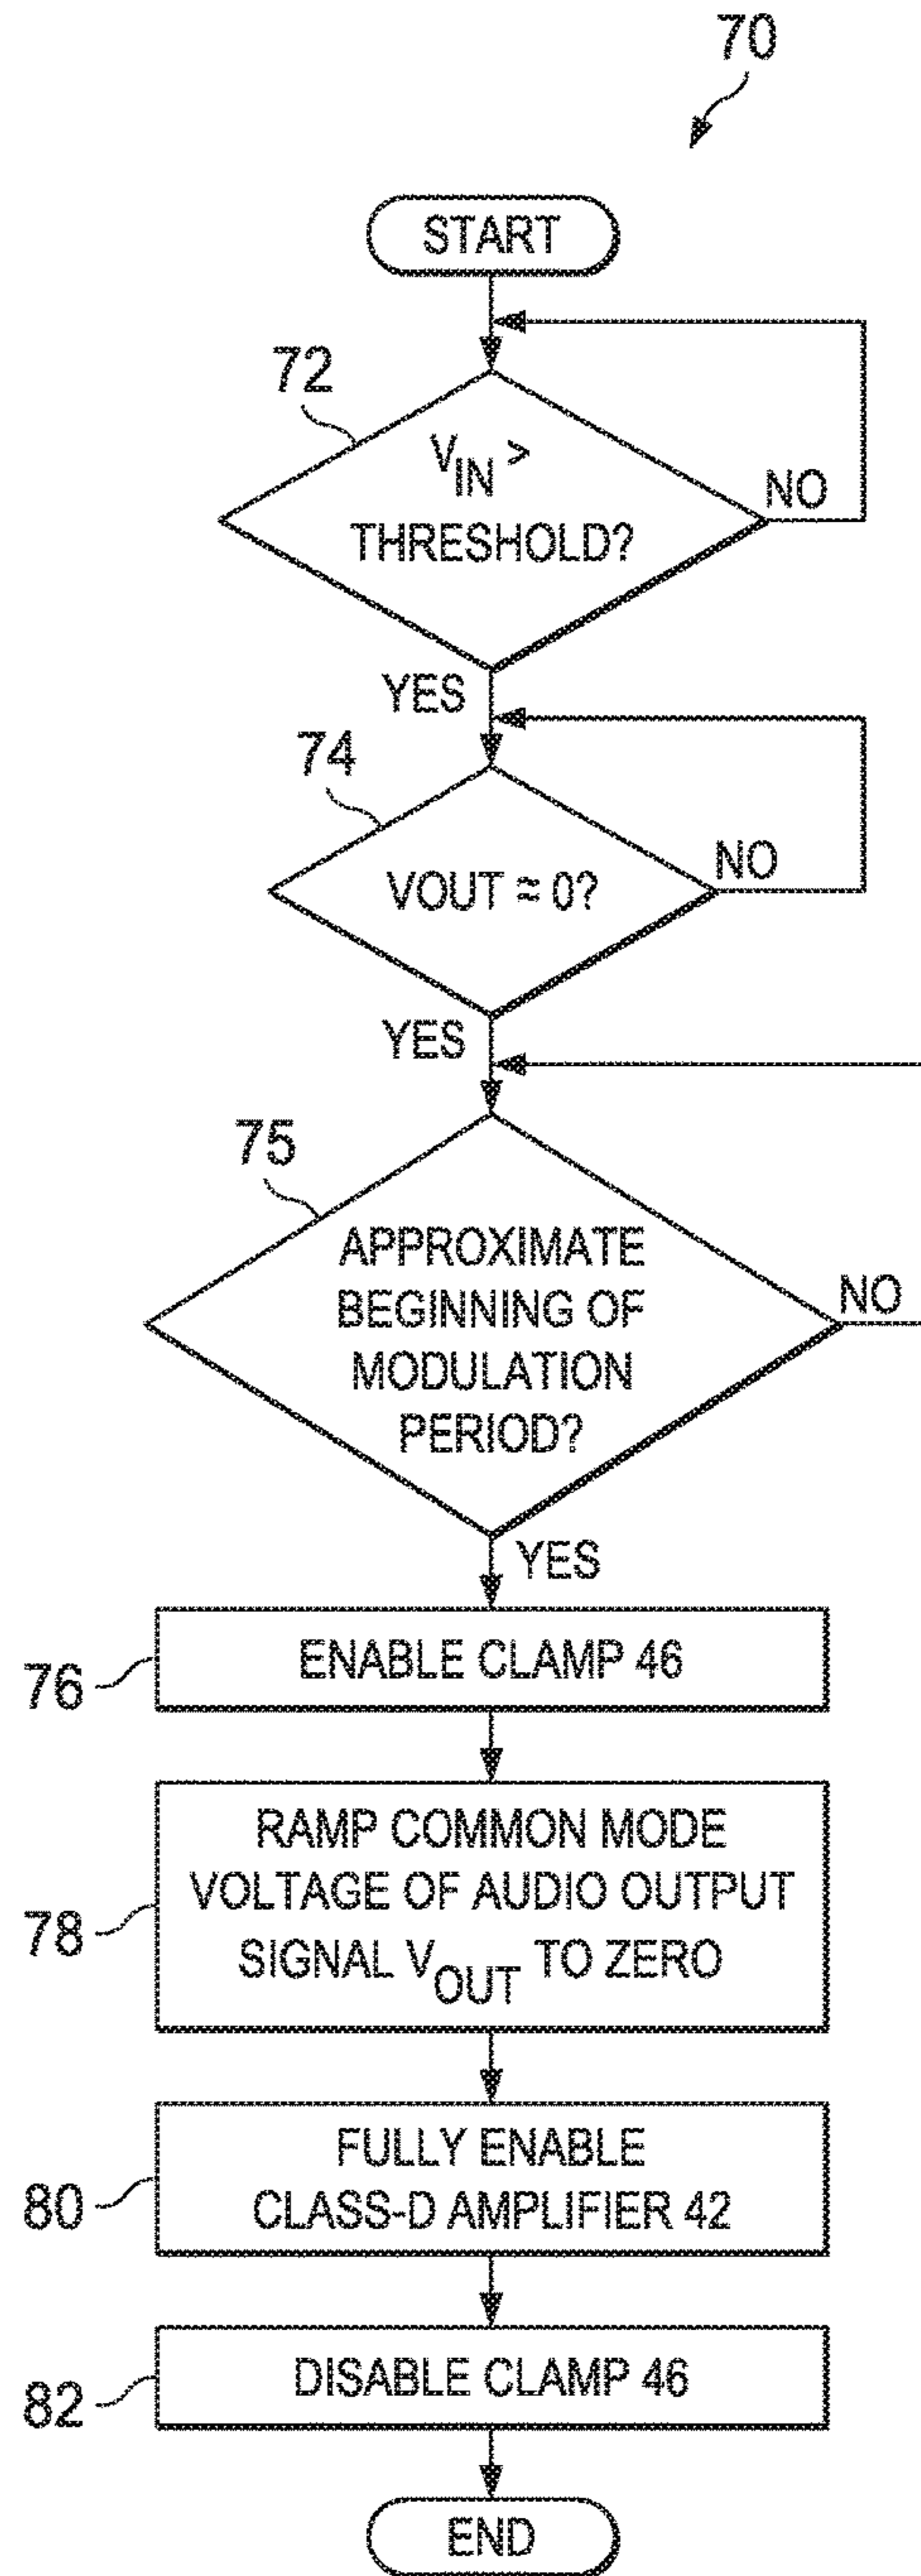 70
START
72
V_IN >
THRESHOLD?
NO
YES
74
VOUT ≈ 0?
NO
YES
75
APPROXIMATE
BEGINNING OF
MODULATION
PERIOD?
NO
YES
76
ENABLE CLAMP 46
78
RAMP COMMON MODE
VOLTAGE OF AUDIO OUTPUT
SIGNAL V_OUT TO ZERO
80
FULLY ENABLE
CLASS-D AMPLIFIER 42
82
DISABLE CLAMP 46
END